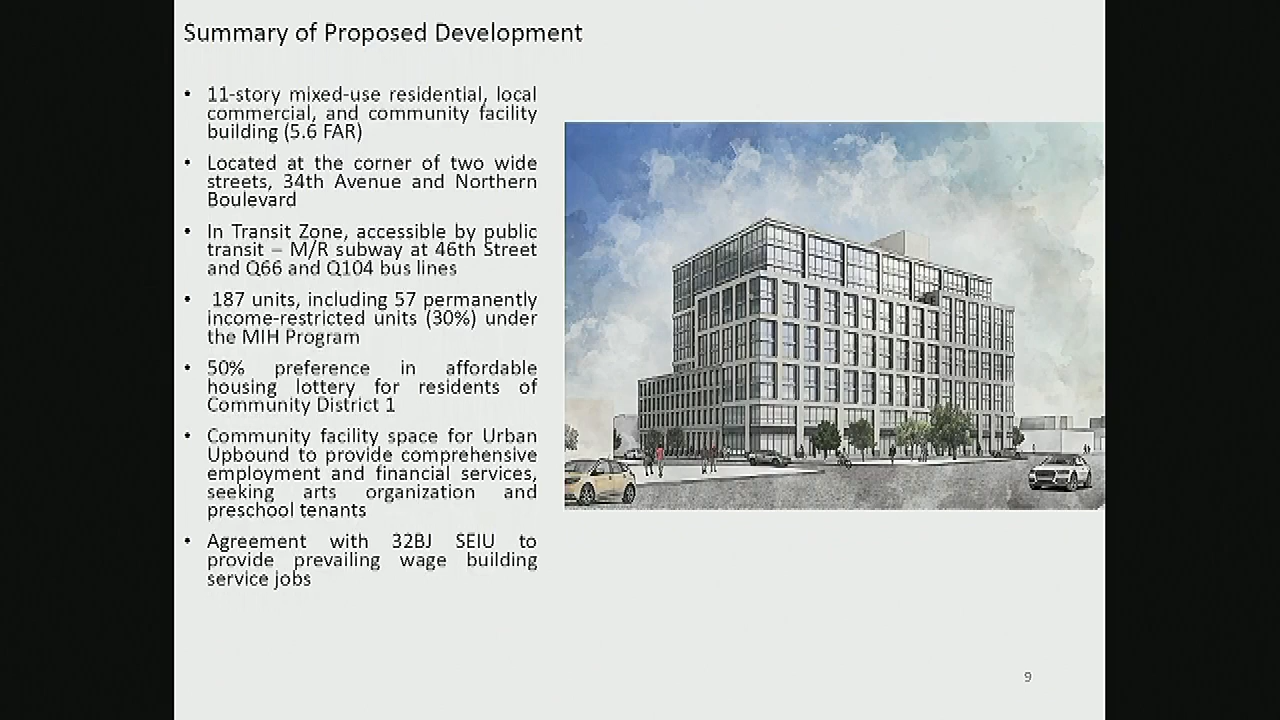 Summary of Proposed Development
• 11-story mixed-use residential, local
commercial, and community facility
building (5.6 FAR)
• Located at the corner of two wide
streets, 34th Avenue and Northern
Boulevard
• In Transit Zone, accessible by public
transit – M/R subway at 46th Street
and Q66 and Q104 bus lines
• 187 units, including 57 permanently
income-restricted units (30%) under
the MIH Program
• 50% preference in affordable
housing lottery for residents of
Community District 1
• Community facility space for Urban
Upbound to provide comprehensive
employment and financial services,
seeking arts organization and
preschool tenants
• Agreement with 32BJ SEIU to
provide prevailing wage building
service jobs
9